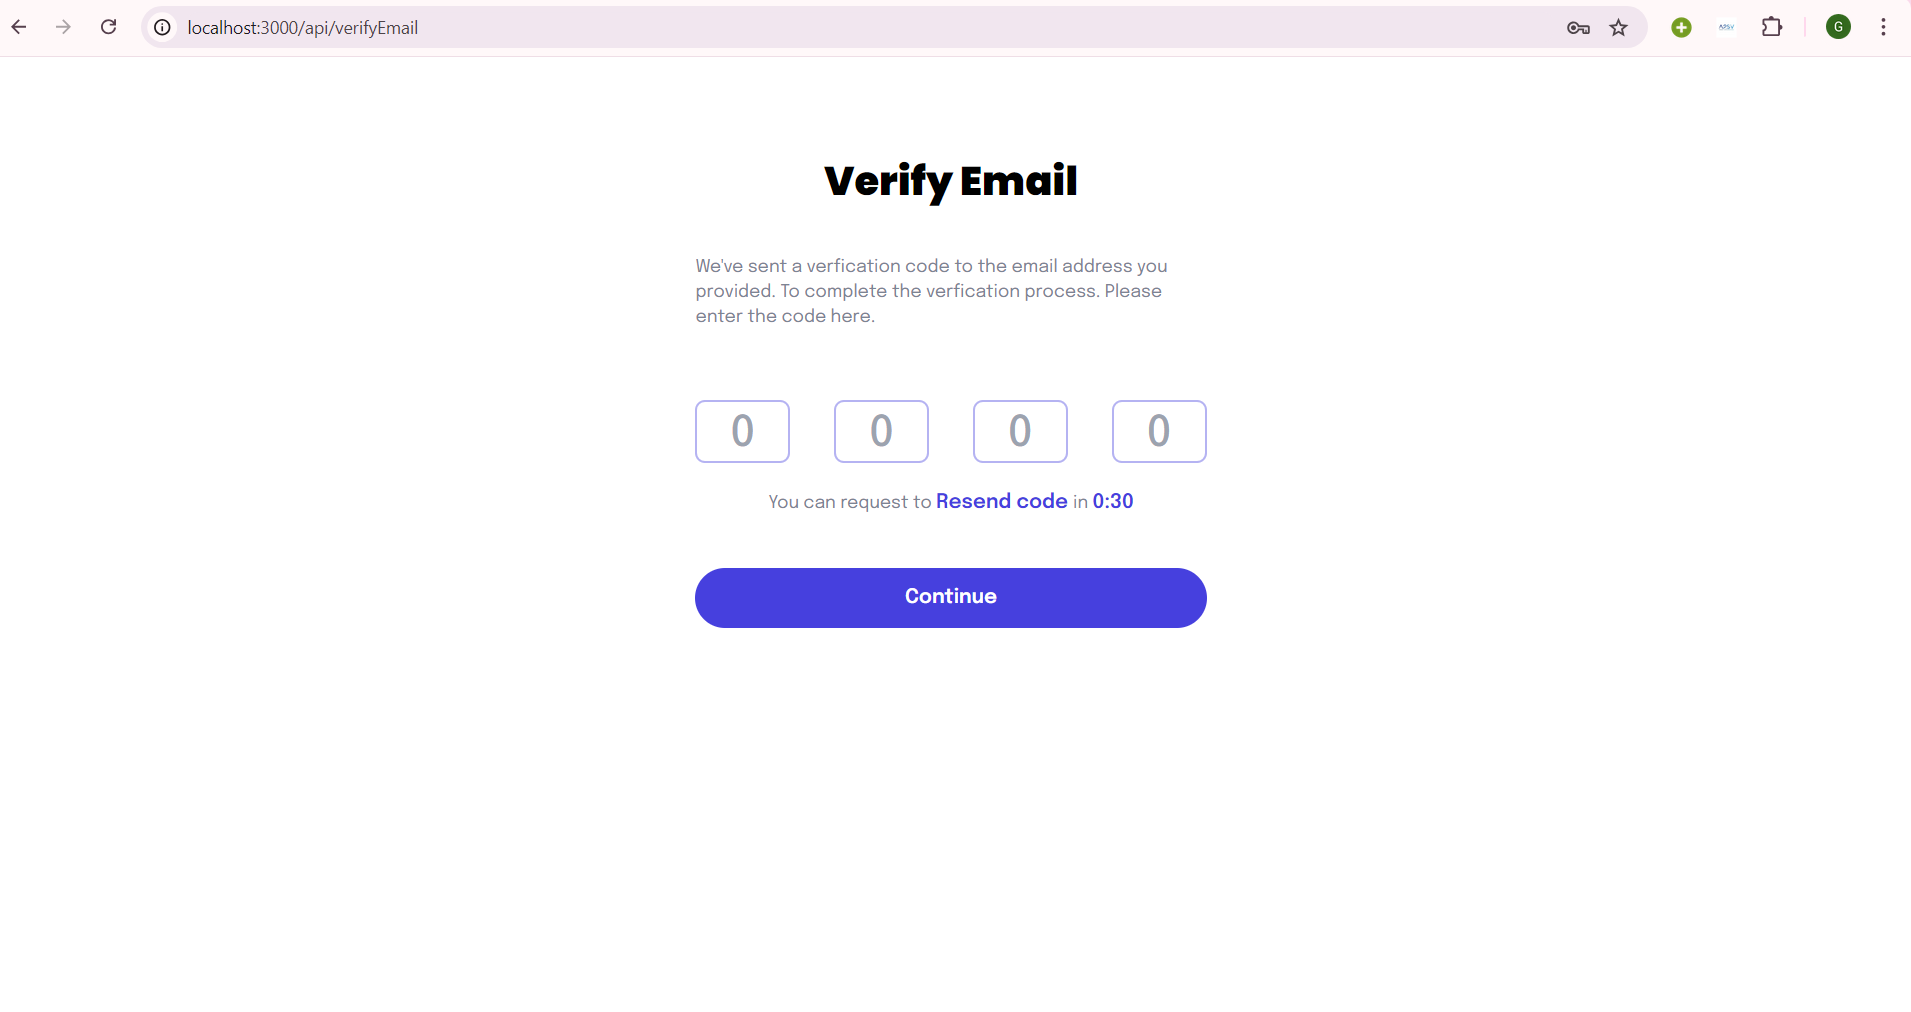 localhost:3000/api/verifyEmail
G
Verify Email
We've sent a verfication code to the email address you
provided. To complete the verfication process. Please
enter the code here.
0 0 0 0
You can request to Resend code in 0:30
Continue